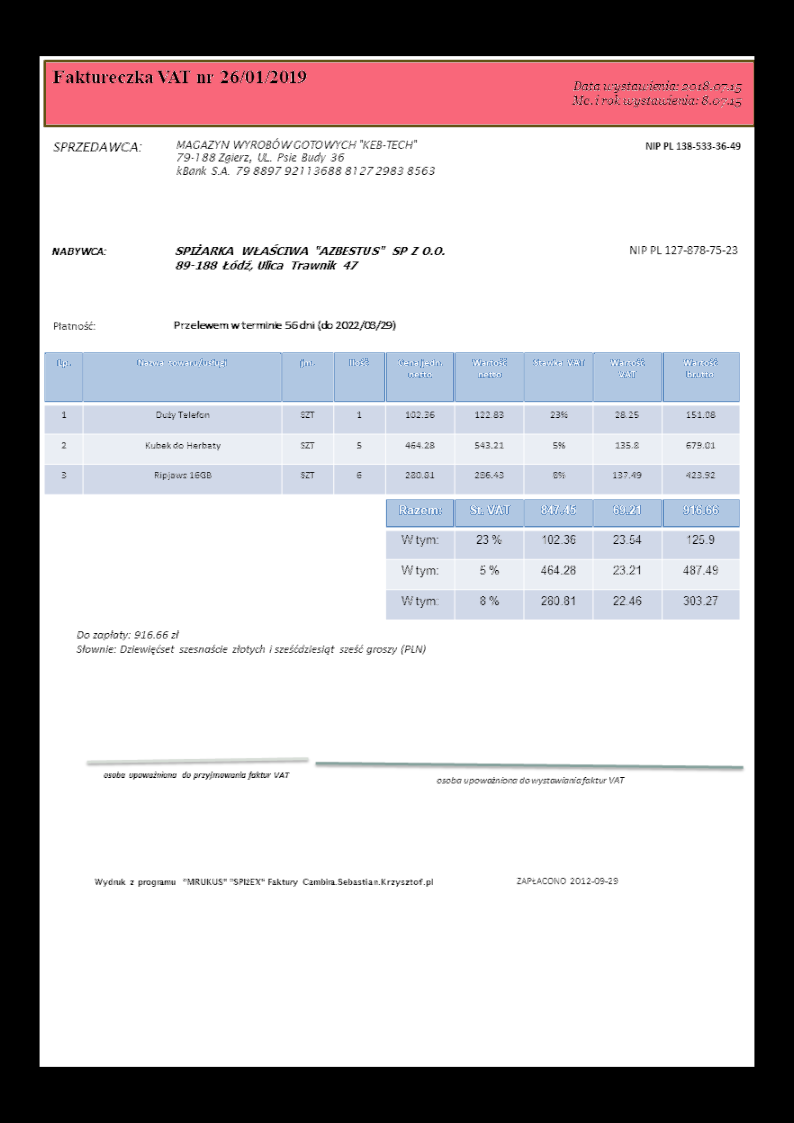 Faktureczka VAT nr 26/01/2019
Data wystawienia: 2018.07.15
Mc. i rok wystawienia: 8.07.15
SPRZEDAWCA: MAGAZYN WYROBÓW GOTOWYCH "KEB-TECH" NIP PL 138-533-36-49
79-188 Zgierz, UL. Psie Budy 36
kBank S.A. 79 8897 92113688 8127 2983 8563
NABYWCA: SPIŻARKA WŁAŚCIWA "AZBESTUS" SP Z O.O. NIP PL 127-878-75-23
89-188 Łódź, Ulica Trawnik 47
Płatność: Przelewem w terminie 56 dni (do 2022/03/29)
Lp. Nazwa towaru/usługi jm. Ilość Cena jedn. netto Wartość netto Stawka VAT Wartość VAT Wartość brutto
1 Duży Telefon SZT 1 102.36 122.83 23% 28.25 151.08
2 Kubek do Herbaty SZT 5 464.28 543.21 5% 135.8 679.01
3 Ripjaws 16GB SZT 6 280.81 286.43 8% 137.49 423.92
Razem: St. VAT 847.45 69.21 916.66
W tym: 23 % 102.36 23.54 125.9
W tym: 5 % 464.28 23.21 487.49
W tym: 8 % 280.81 22.46 303.27
Do zapłaty: 916.66 zł
Słownie: Dziewięćset szesnaście złotych i sześćdziesiąt sześć groszy (PLN)
osoba upoważniona do przyjmowania faktur VAT
osoba upoważniona do wystawiania faktur VAT
Wydruk z programu "MRUKUS" "SPIŻEX" Faktury Cambira.Sebastian.Krzysztof.pl ZAPŁACONO 2012-09-29